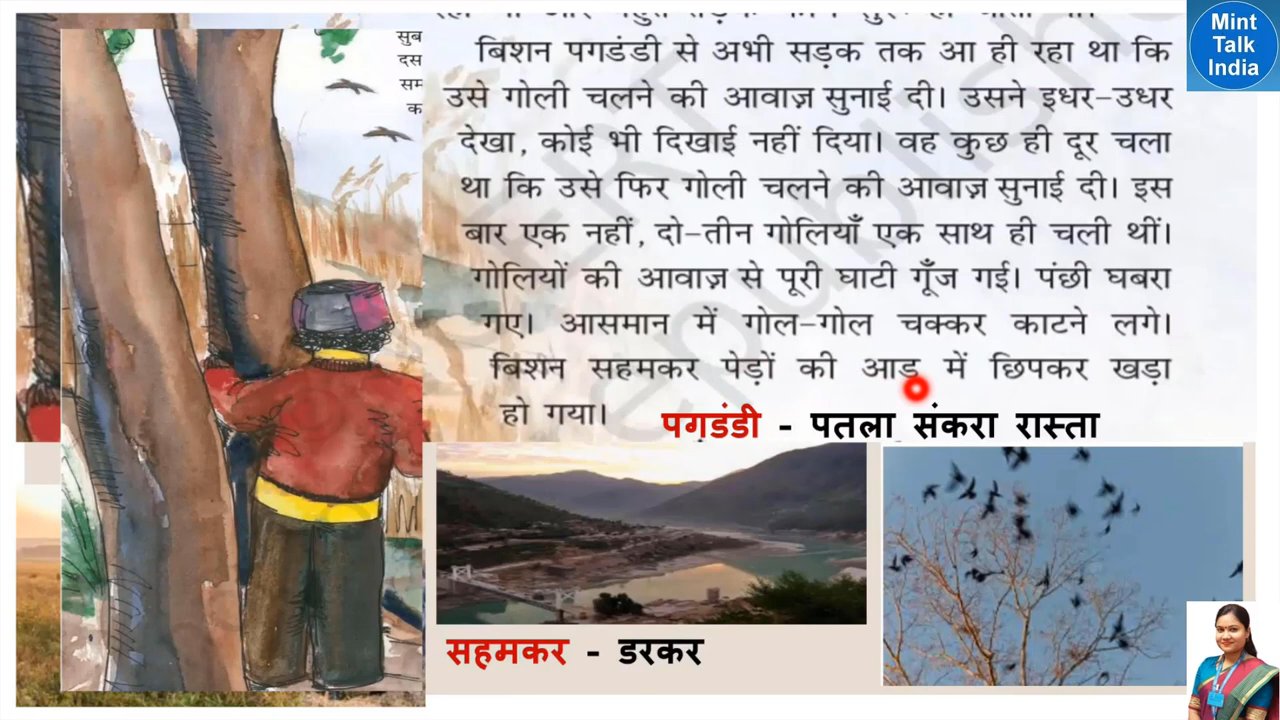 सुब
दस
सम
क
बिशन पगडंडी से अभी सड़क तक आ ही रहा था कि
उसे गोली चलने की आवाज़ सुनाई दी। उसने इधर–उधर
देखा, कोई भी दिखाई नहीं दिया। वह कुछ ही दूर चला
था कि उसे फिर गोली चलने की आवाज़ सुनाई दी। इस
बार एक नहीं, दो–तीन गोलियाँ एक साथ ही चली थीं।
गोलियों की आवाज़ से पूरी घाटी गूँज गई। पंछी घबरा
गए। आसमान में गोल–गोल चक्कर काटने लगे।
बिशन सहमकर पेड़ों की आड़ में छिपकर खड़ा
हो गया।
पगडंडी - पतला संकरा रास्ता
सहमकर - डरकर
Mint
Talk
India